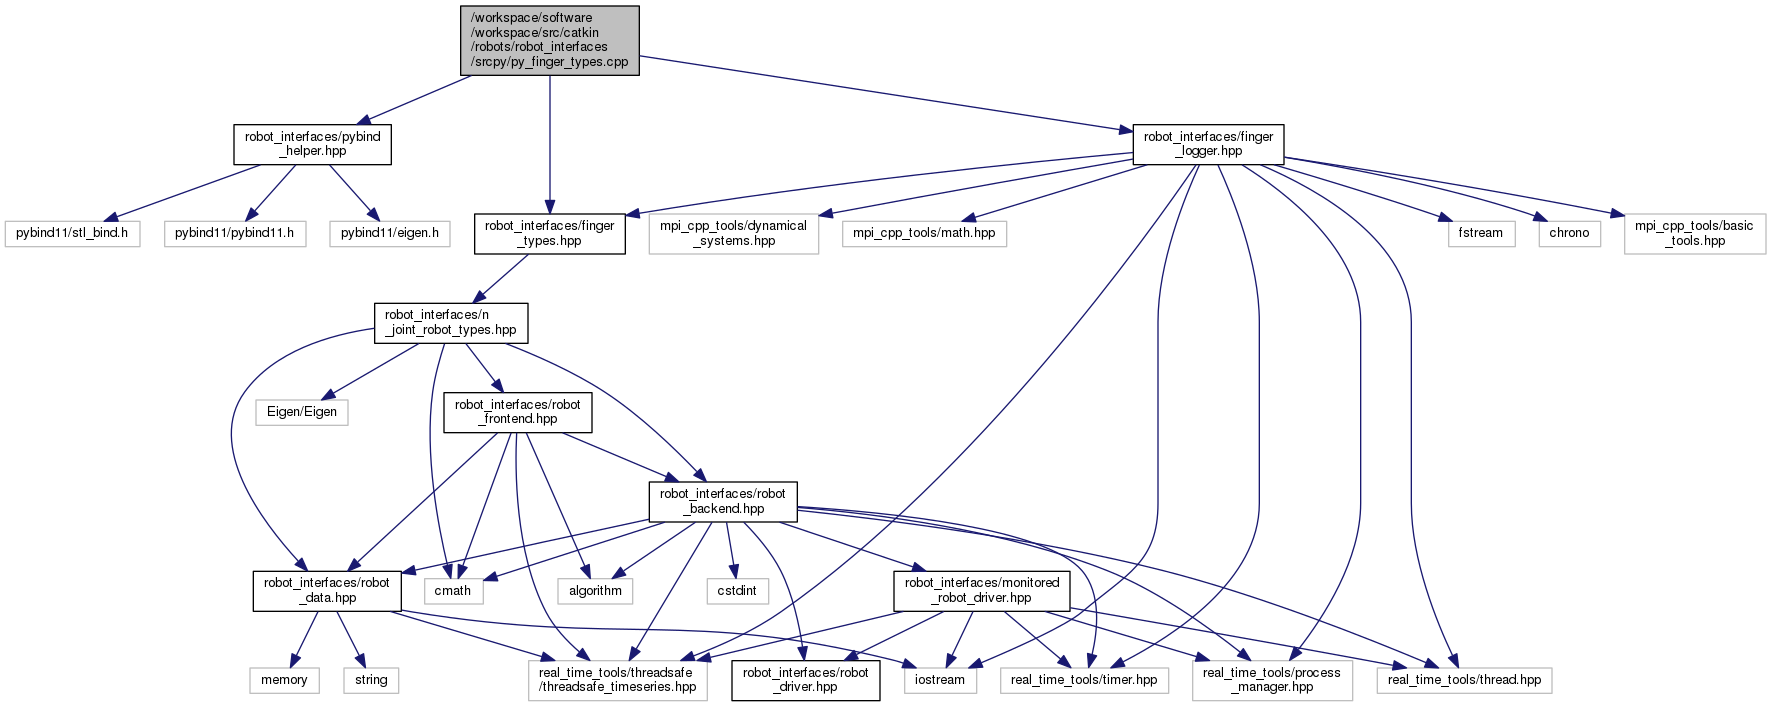 /workspace/software
/workspace/src/catkin
/robots/robot_interfaces
/srcpy/py_finger_types.cpp
robot_interfaces/pybind
_helper.hpp
robot_interfaces/finger
_logger.hpp
pybind11/stl_bind.h
pybind11/pybind11.h
pybind11/eigen.h
robot_interfaces/finger
_types.hpp
mpi_cpp_tools/dynamical
_systems.hpp
mpi_cpp_tools/math.hpp
fstream
chrono
mpi_cpp_tools/basic
_tools.hpp
robot_interfaces/n
_joint_robot_types.hpp
Eigen/Eigen
robot_interfaces/robot
_frontend.hpp
robot_interfaces/robot
_backend.hpp
robot_interfaces/robot
_data.hpp
cmath
algorithm
cstdint
robot_interfaces/monitored
_robot_driver.hpp
memory
string
real_time_tools/threadsafe
/threadsafe_timeseries.hpp
robot_interfaces/robot
_driver.hpp
iostream
real_time_tools/timer.hpp
real_time_tools/process
_manager.hpp
real_time_tools/thread.hpp